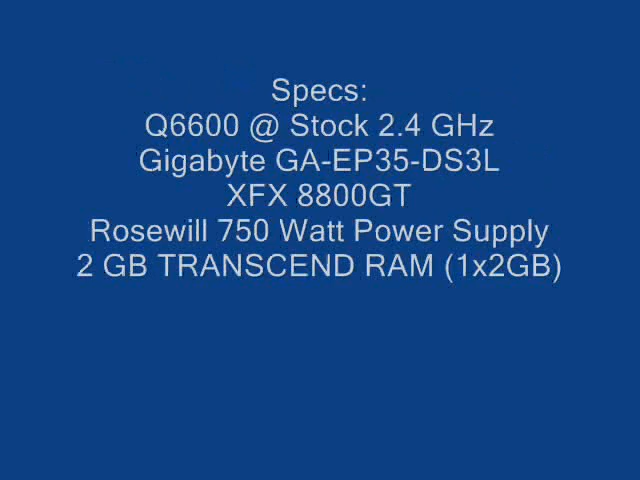 Specs:
Q6600 @ Stock 2.4 GHz
Gigabyte GA-EP35-DS3L
XFX 8800GT
Rosewill 750 Watt Power Supply
2 GB TRANSCEND RAM (1x2GB)